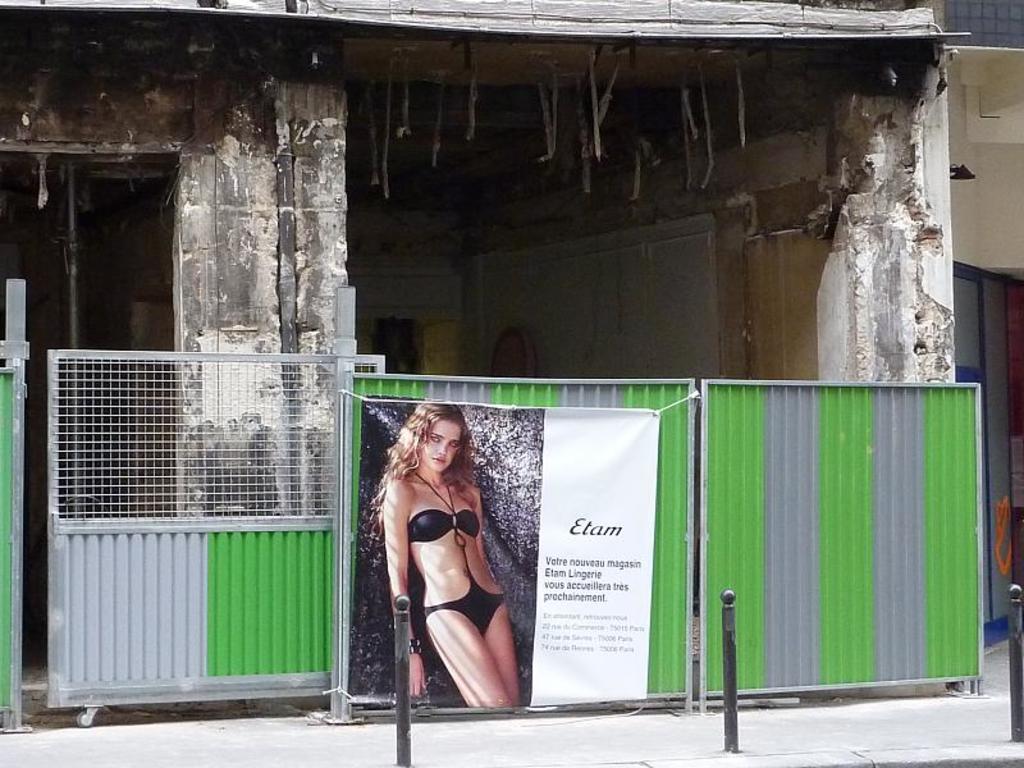 Etam
Votre nouveau magasin
Etam Lingerie
vous accueillera très
prochainement.
En attendant, retrouvez-nous
22 rue du Commerce - 75015 Paris
47 rue de Sèvres - 75006 Paris
74 rue de Rennes - 75006 Paris